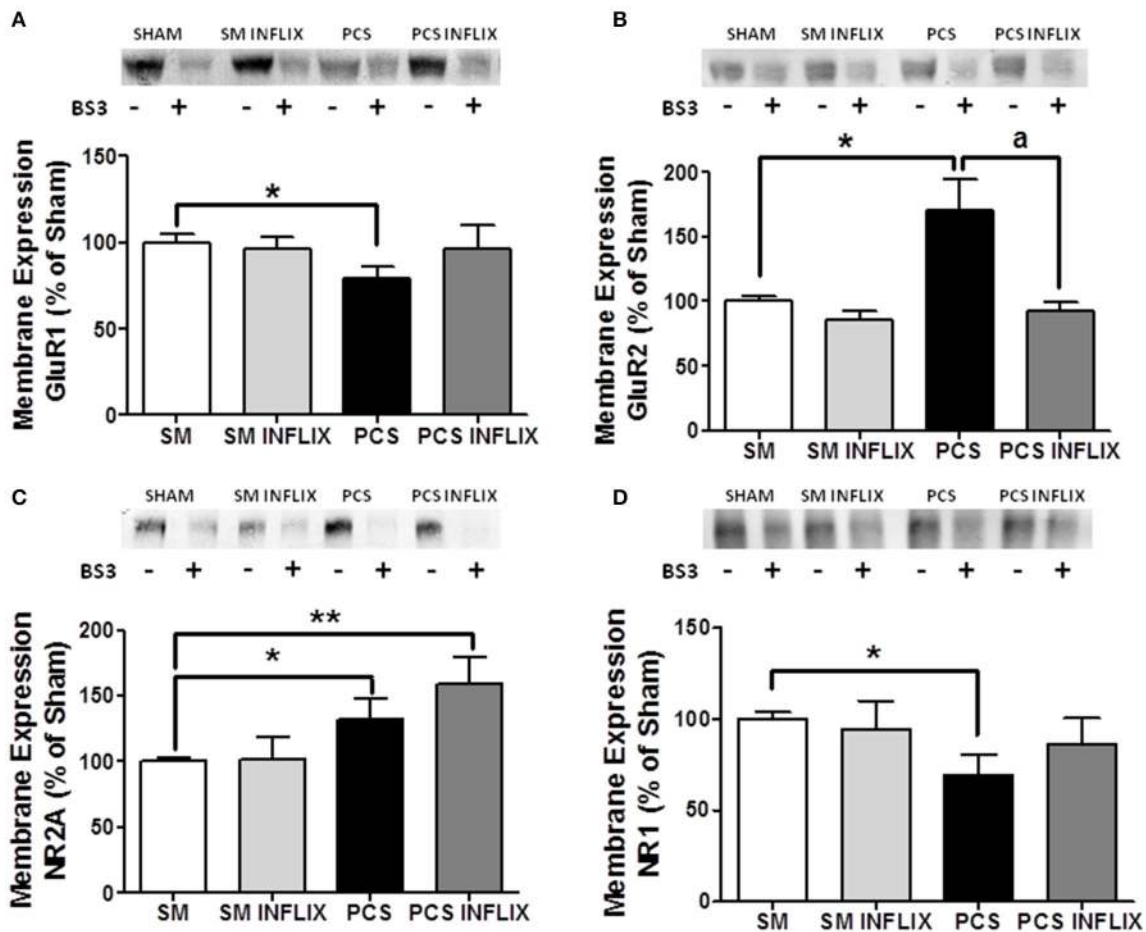 A
SHAM SM INFLIX PCS PCS INFLIX
BS3 - + - + - + - +
Membrane Expression
GluR1 (% of Sham)
150
100
50
0
*
SM SM INFLIX PCS PCS INFLIX
B
SHAM SM INFLIX PCS PCS INFLIX
BS3 - + - + - + - +
Membrane Expression
GluR2 (% of Sham)
200
150
100
50
0
* a
SM SM INFLIX PCS PCS INFLIX
C
SHAM SM INFLIX PCS PCS INFLIX
BS3 - + - + - + - +
Membrane Expression
NR2A (% of Sham)
200
150
100
50
0
**
*
SM SM INFLIX PCS PCS INFLIX
D
SHAM SM INFLIX PCS PCS INFLIX
BS3 - + - + - + - +
Membrane Expression
NR1 (% of Sham)
150
100
50
0
*
SM SM INFLIX PCS PCS INFLIX